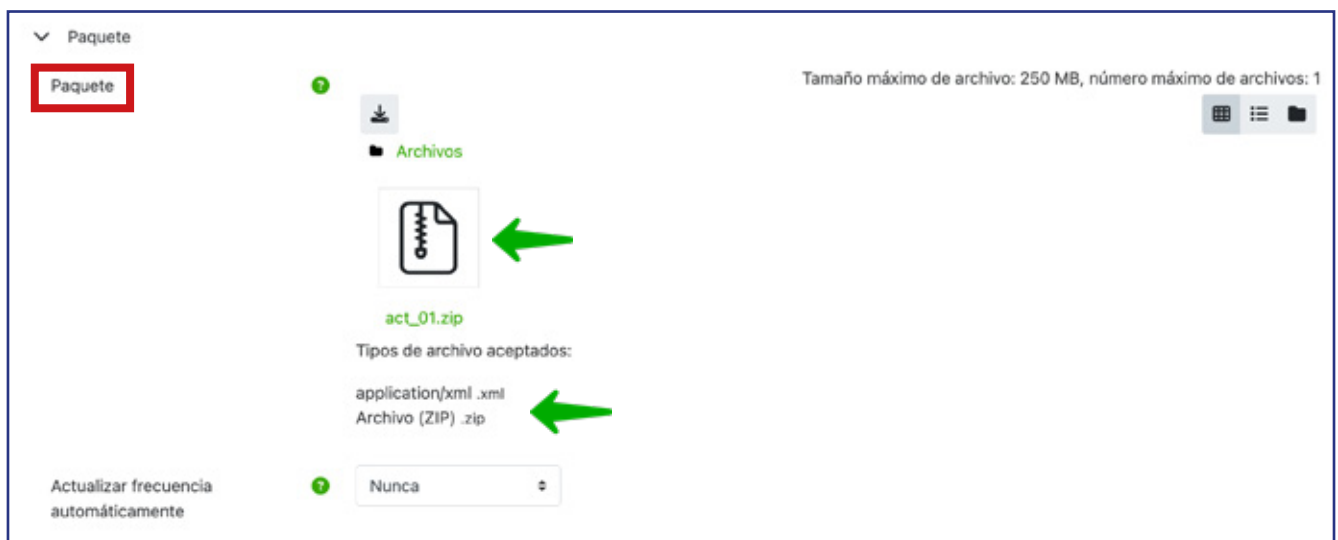 Paquete
Paquete
Tamaño máximo de archivo: 250 MB, número máximo de archivos: 1
Archivos
act_01.zip
Tipos de archivo aceptados:
application/xml .xml
Archivo (ZIP) .zip
Actualizar frecuencia
automáticamente
Nunca